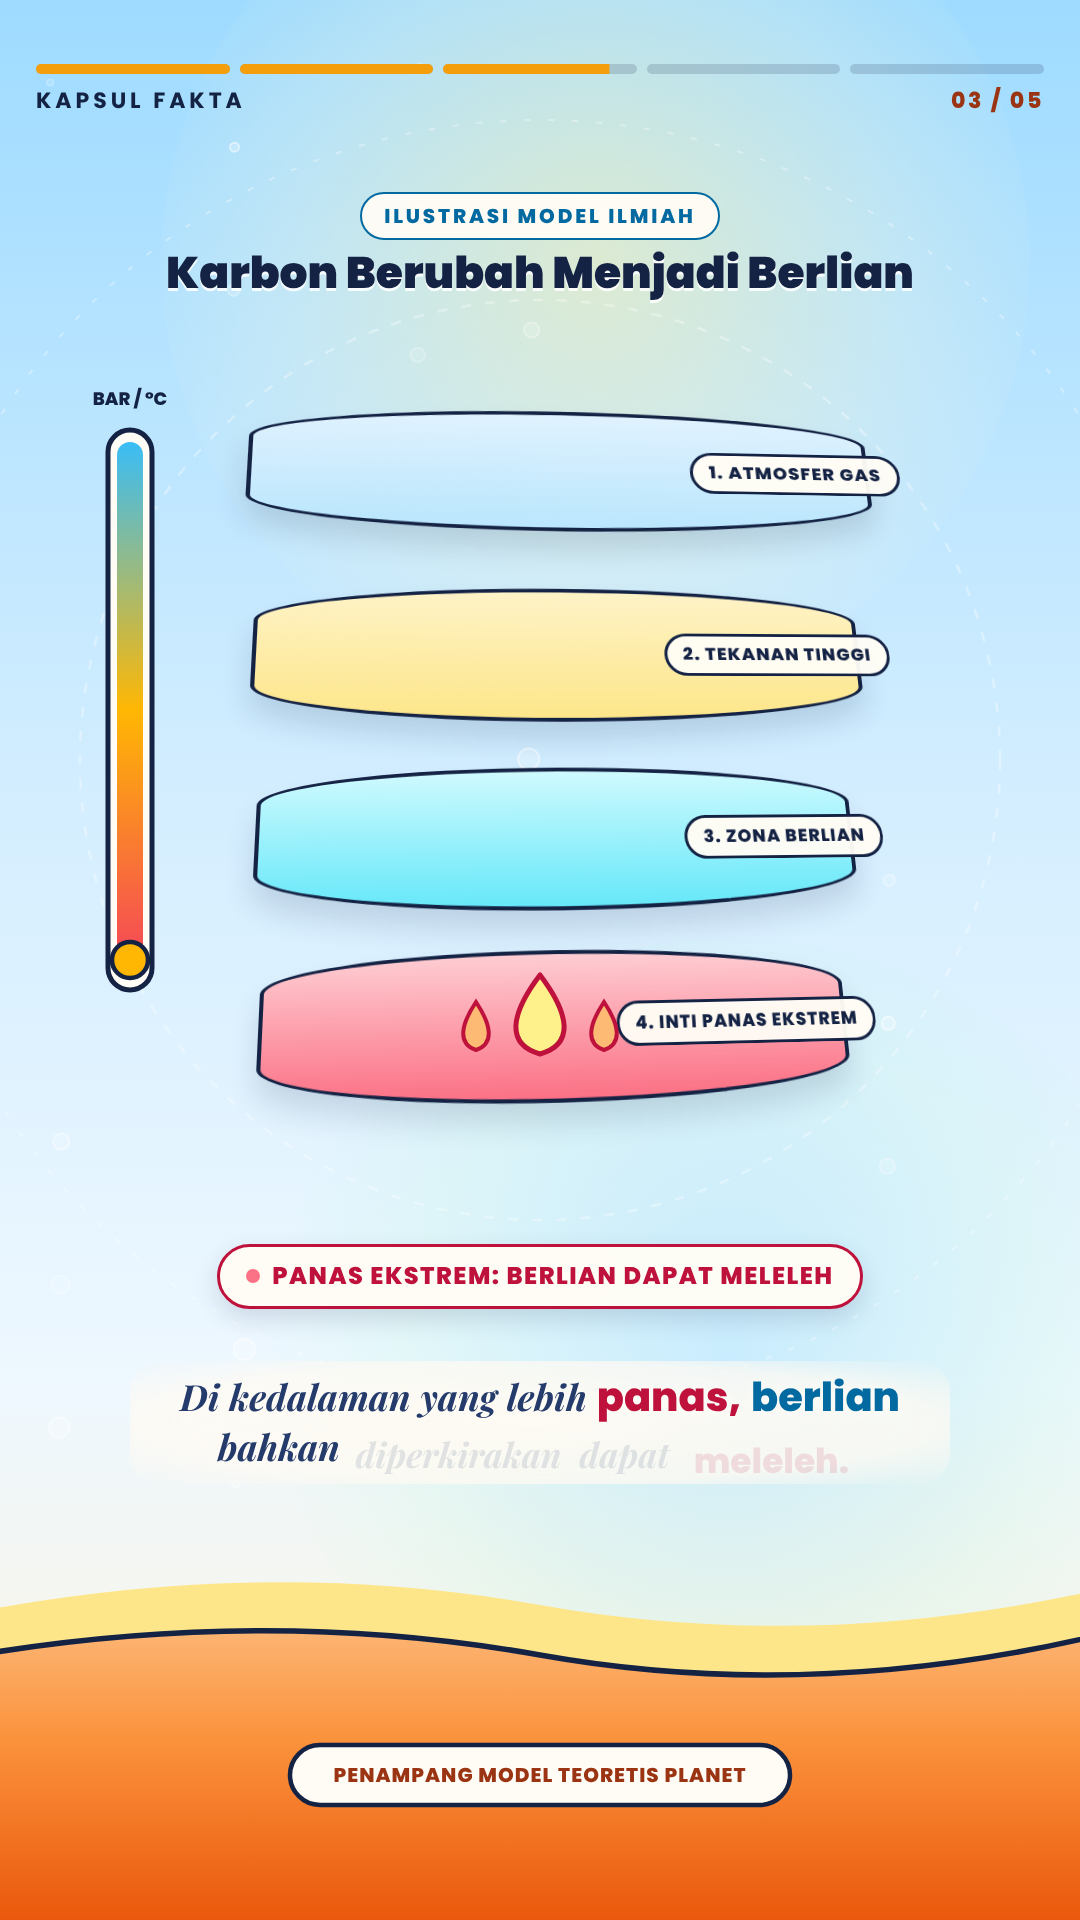 KAPSUL FAKTA
03 / 05
ILUSTRASI MODEL ILMIAH
Karbon Berubah Menjadi Berlian
BAR / °C
1. ATMOSFER GAS
2. TEKANAN TINGGI
3. ZONA BERLIAN
4. INTI PANAS EKSTREM
PANAS EKSTREM: BERLIAN DAPAT MELELEH
Di kedalaman yang lebih panas, berlian
bahkan diperkirakan dapat meleleh.
PENAMPANG MODEL TEORETIS PLANET